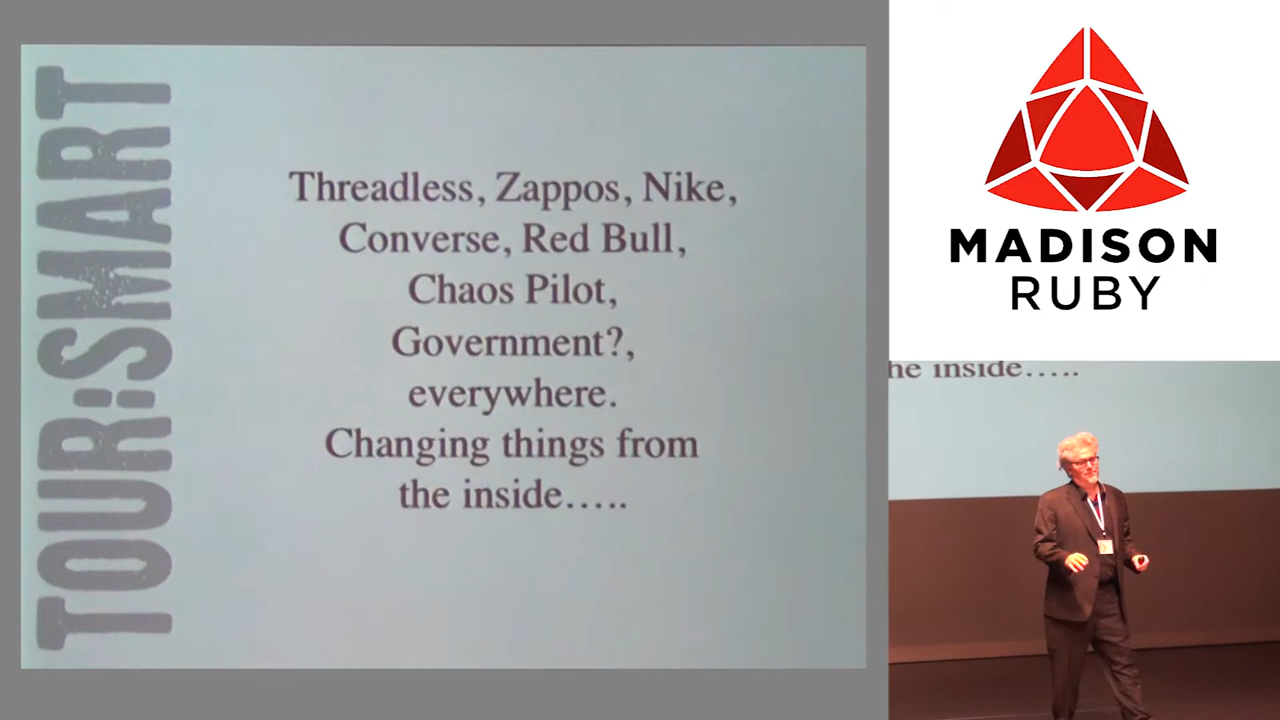 TOUR:SMART
Threadless, Zappos, Nike,
Converse, Red Bull,
Chaos Pilot,
Government?,
everywhere.
Changing things from
the inside…..
MADISON
RUBY
he inside…..